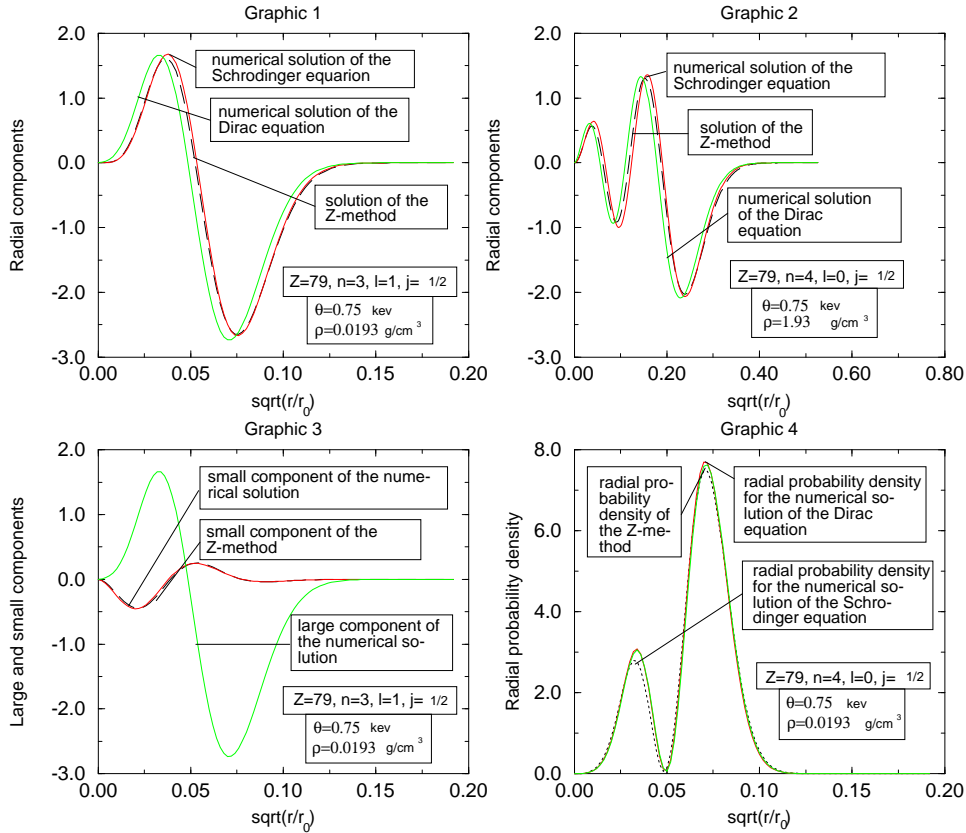 Graphic 1
2.0
1.0
0.0
-1.0
-2.0
-3.0
Radial components
numerical solution of the
Schrodinger equarion
numerical solution of the
Dirac equation
solution of the
Z-method
Z=79, n=3, l=1, j= 1/2
θ=0.75 kev
ρ=0.0193 g/cm 3
0.00 0.05 0.10 0.15 0.20
sqrt(r/r0)
Graphic 2
2.0
1.0
0.0
-1.0
-2.0
-3.0
Radial components
numerical solution of the
Schrodinger equation
solution of the
Z-method
numerical solution
of the Dirac
equation
Z=79, n=4, l=0, j= 1/2
θ=0.75 kev
ρ=1.93 g/cm 3
0.00 0.20 0.40 0.60 0.80
sqrt(r/r0)
Graphic 3
2.0
1.0
0.0
-1.0
-2.0
-3.0
Large and small components
small component of the nume-
rical solution
small component of the
Z-method
large component of
the numerical so-
lution
Z=79, n=3, l=1, j= 1/2
θ=0.75 kev
ρ=0.0193 g/cm 3
0.00 0.05 0.10 0.15 0.20
sqrt(r/r0)
Graphic 4
8.0
6.0
4.0
2.0
0.0
Radial probability density
radial pro-
bability
density of
the Z-me-
thod
radial probability density
for the numerical so-
lution of the Dirac
equation
radial probability density
for the numerical so-
lution of the Schro-
dinger equation
Z=79, n=4, l=0, j= 1/2
θ=0.75 kev
ρ=0.0193 g/cm 3
0.00 0.05 0.10 0.15 0.20
sqrt(r/r0)